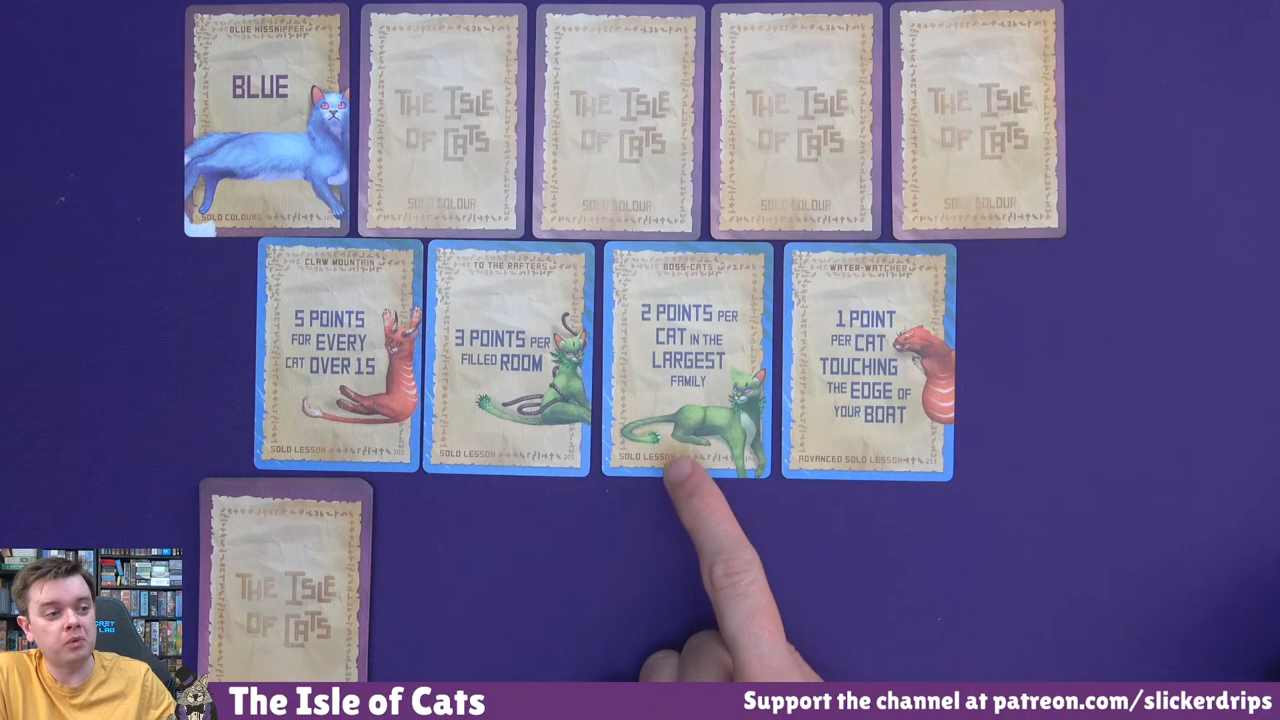 BLUE HISSNIPPER
BLUE
SOLO COLOURS
THE ISLE
OF CATS
SOLO COLOUR
THE ISLE
OF CATS
SOLO COLOUR
THE ISLE
OF CATS
SOLO COLOUR
THE ISLE
OF CATS
SOLO COLOUR
CLAW MOUNTAIN
5 POINTS
FOR EVERY
CAT OVER 15
SOLO LESSON
TO THE RAFTERS
3 POINTS PER
FILLED ROOM
SOLO LESSON
BOSS-CATS
2 POINTS PER
CAT IN THE
LARGEST
FAMILY
SOLO LESSON
WATER-WATCHER
1 POINT
PER CAT
TOUCHING
THE EDGE OF
YOUR BOAT
ADVANCED SOLO LESSON
214
THE ISLE
OF CATS
The Isle of Cats
Support the channel at patreon.com/slickerdrips